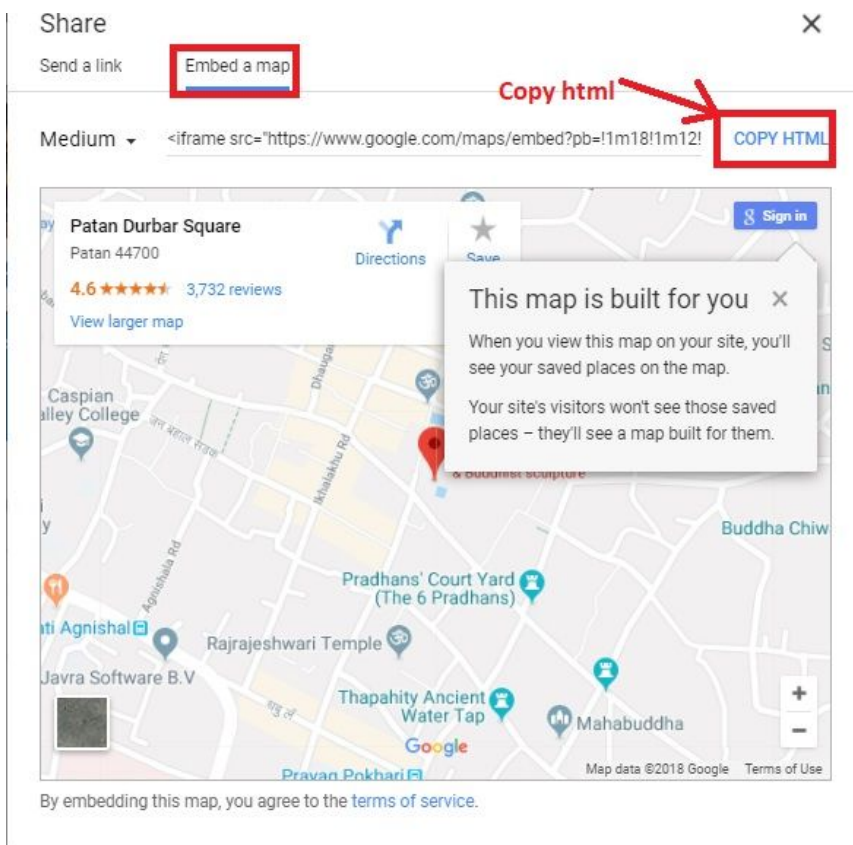 Share
Send a link
Embed a map
Copy html
Medium
<iframe src="https://www.google.com/maps/embed?pb=!1m18!1m12!
COPY HTML
Patan Durbar Square
Patan 44700
4.6
3,732 reviews
View larger map
Directions
Save
Sign in
This map is built for you
When you view this map on your site, you'll
see your saved places on the map.
Your site's visitors won't see those saved
places – they'll see a map built for them.
Caspian
alley College
Ikhalakhu Rd
& Buddhist sculpture
Buddha Chiw
Agnishala Rd
Pradhans' Court Yard
(The 6 Pradhans)
ti Agnishal
Rajrajeshwari Temple
Javra Software B.V
Thapahity Ancient
Water Tap
Mahabuddha
Google
Prayag Pokhari
Map data ©2018 Google
Terms of Use
By embedding this map, you agree to the terms of service.